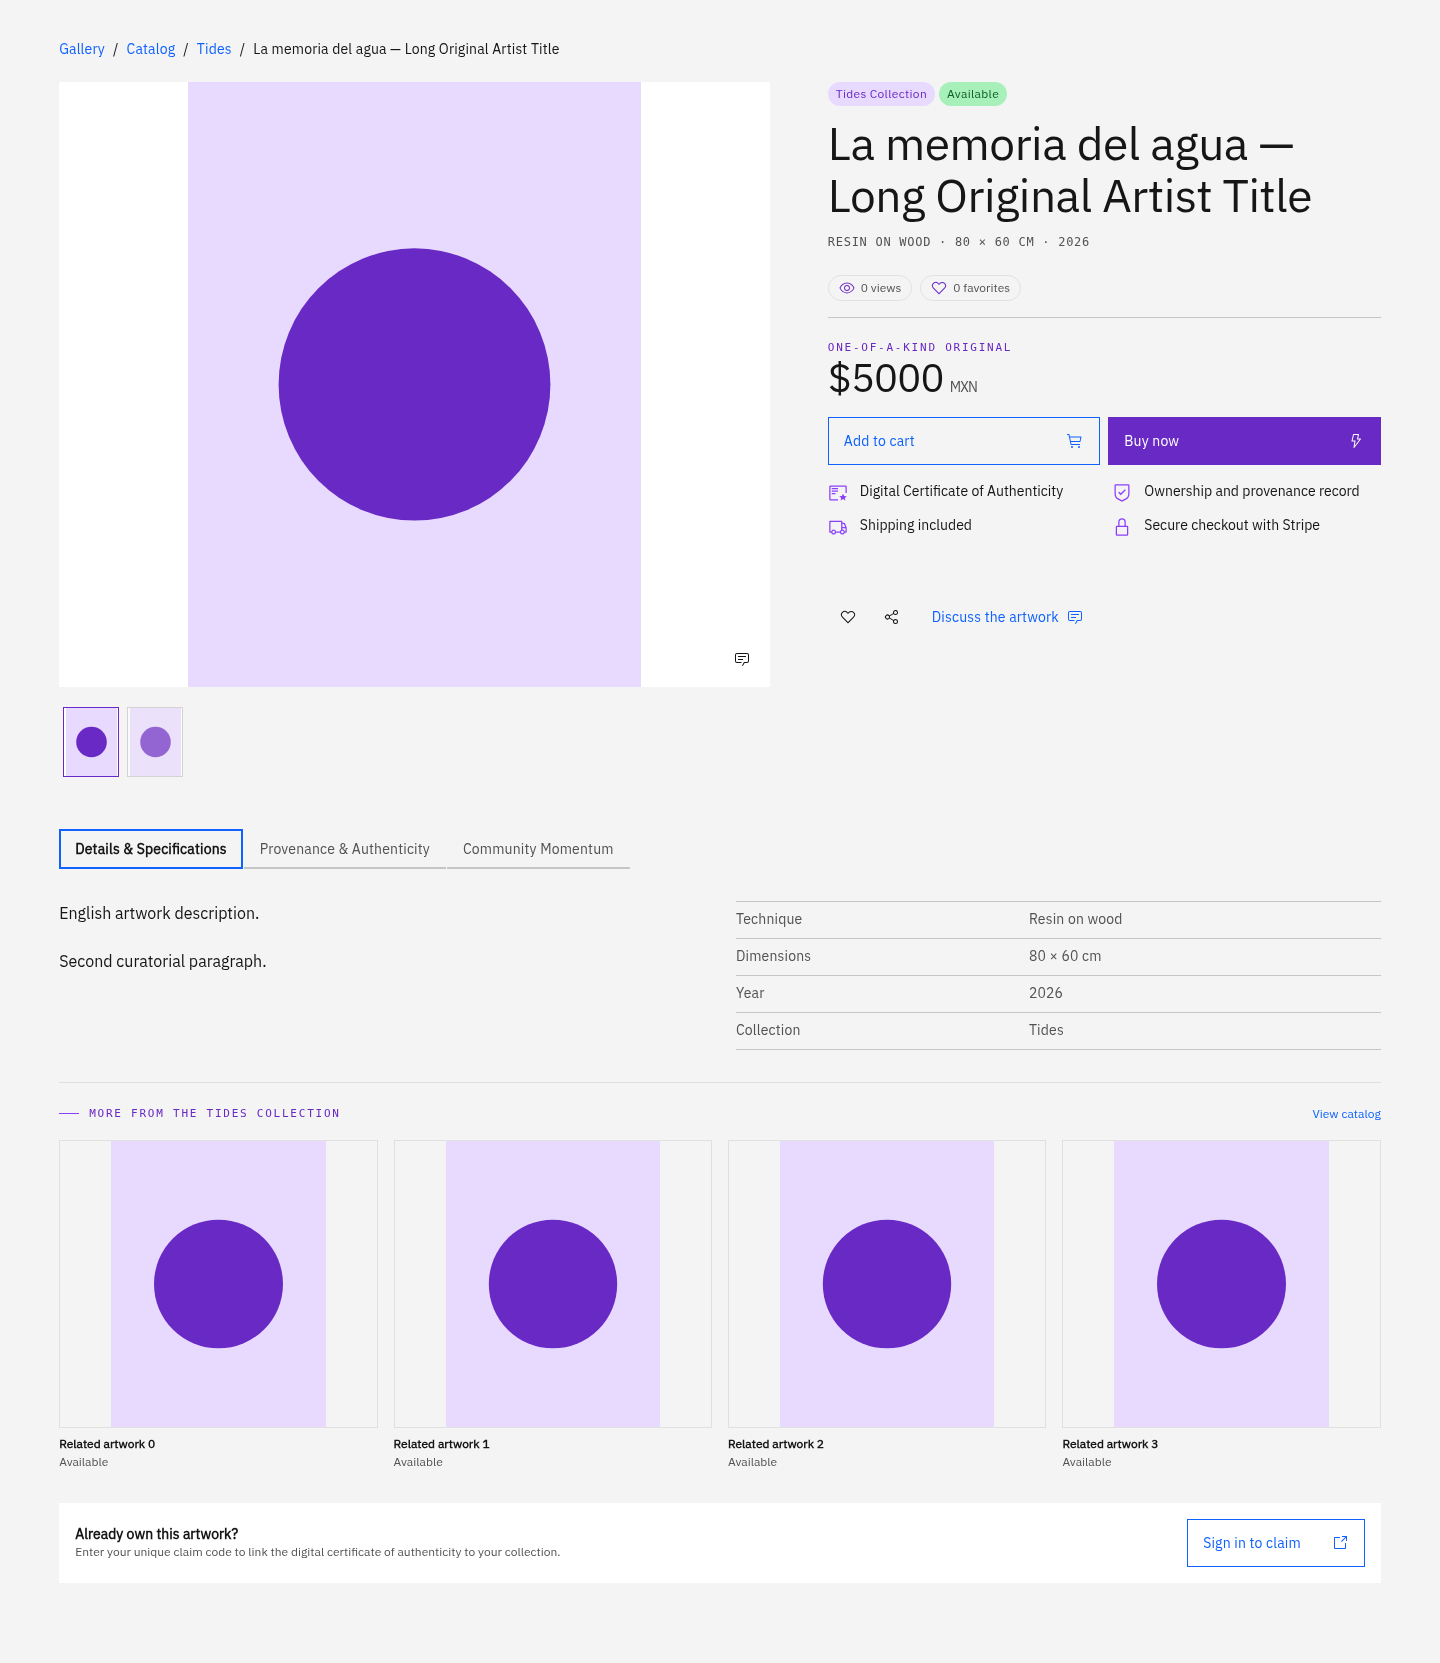 Gallery / Catalog / Tides / La memoria del agua — Long Original Artist Title
Tides Collection Available
La memoria del agua —
Long Original Artist Title
RESIN ON WOOD · 80 × 60 CM · 2026
0 views 0 favorites
ONE-OF-A-KIND ORIGINAL
$5000 MXN
Add to cart Buy now
Digital Certificate of Authenticity Ownership and provenance record
Shipping included Secure checkout with Stripe
Discuss the artwork
Details & Specifications Provenance & Authenticity Community Momentum
English artwork description.
Second curatorial paragraph.
Technique Resin on wood
Dimensions 80 × 60 cm
Year 2026
Collection Tides
MORE FROM THE TIDES COLLECTION View catalog
Related artwork 0 Related artwork 1 Related artwork 2 Related artwork 3
Available Available Available Available
Already own this artwork?
Enter your unique claim code to link the digital certificate of authenticity to your collection.
Sign in to claim